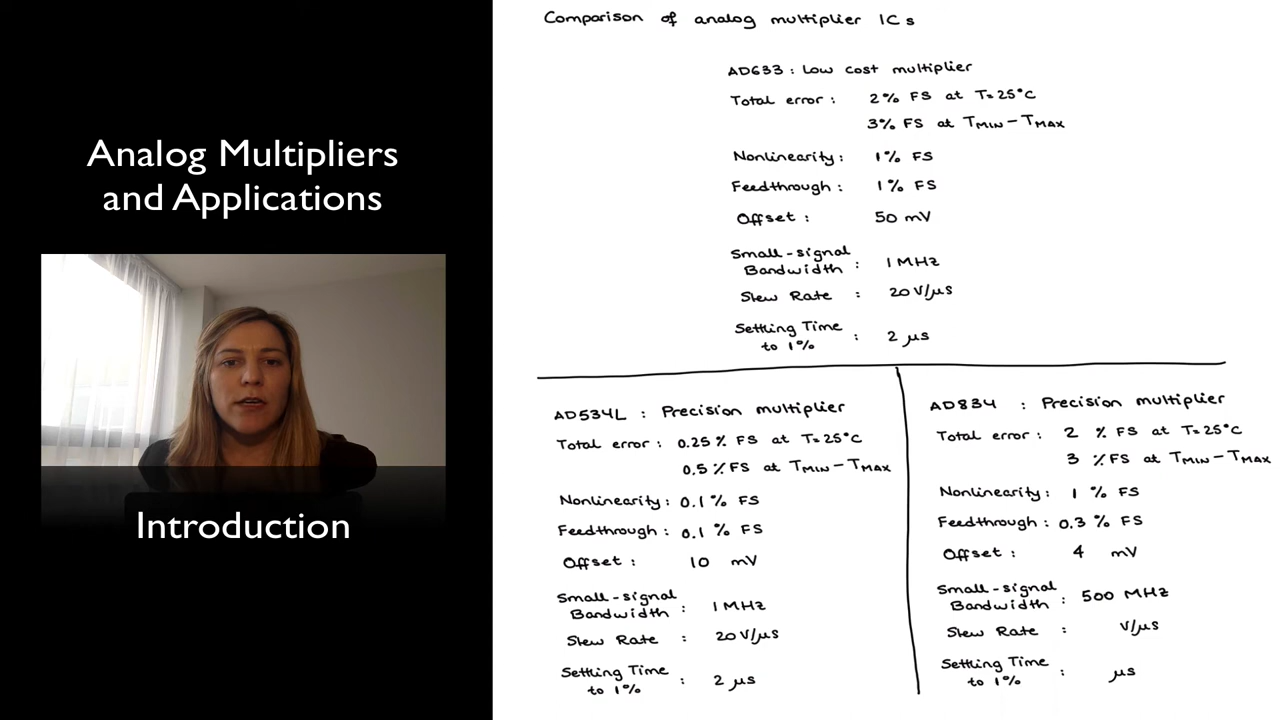 Analog Multipliers
and Applications
Introduction
Comparison of analog multiplier ICs
AD633 : Low cost multiplier
Total error : 2% FS at T=25°C
3% FS at TMIN – TMAX
Nonlinearity : 1% FS
Feedthrough : 1% FS
Offset : 50 mV
Small-signal
Bandwidth : 1 MHz
Slew Rate : 20 V/μs
Settling Time
to 1% : 2 μs
AD534L : Precision multiplier
Total error : 0.25% FS at T=25°C
0.5% FS at TMIN – TMAX
Nonlinearity : 0.1% FS
Feedthrough : 0.1% FS
Offset : 10 mV
Small-signal
Bandwidth : 1 MHz
Slew Rate : 20 V/μs
Settling Time
to 1% : 2 μs
AD834 : Precision multiplier
Total error : 2 % FS at T=25°C
3 % FS at TMIN – TMAX
Nonlinearity : 1 % FS
Feedthrough : 0.3 % FS
Offset : 4 mV
Small-signal
Bandwidth : 500 MHz
Slew Rate : V/μs
Settling Time
to 1% : μs